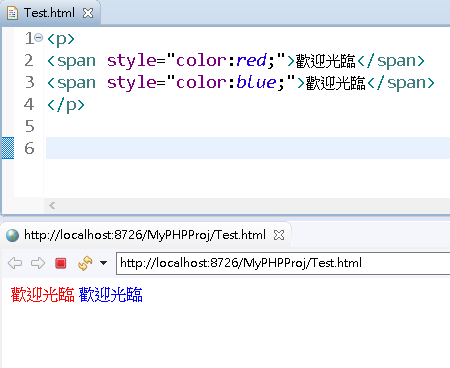 Test.html
1 <p>
2 <span style="color:red;">歡迎光臨</span>
3 <span style="color:blue;">歡迎光臨</span>
4 </p>
5
6
http://localhost:8726/MyPHPProj/Test.html
http://localhost:8726/MyPHPProj/Test.html
歡迎光臨 歡迎光臨